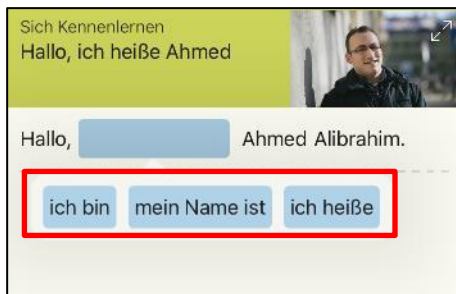 Sich Kennenlernen
Hallo, ich heiße Ahmed
Hallo, Ahmed Alibrahim.
ich bin mein Name ist ich heiße